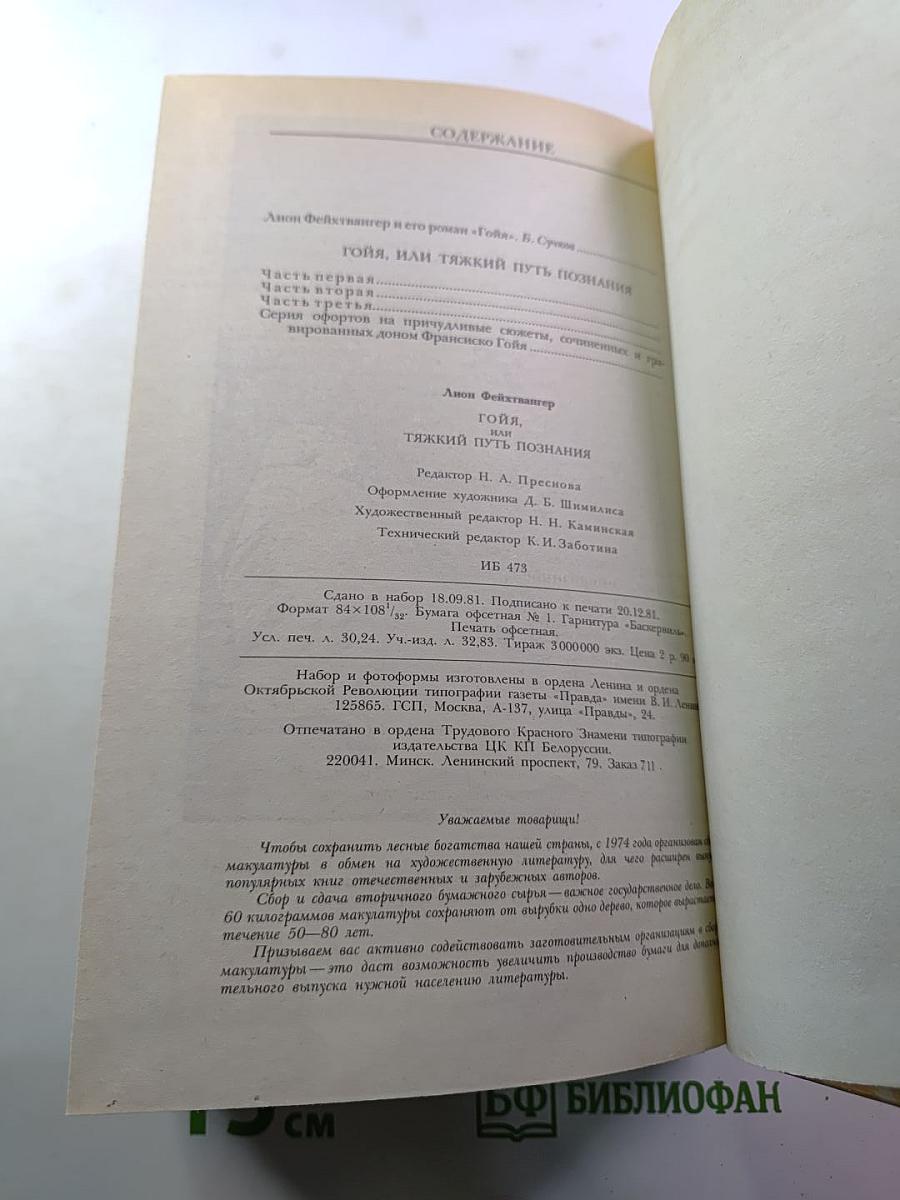 СОДЕРЖАНИЕ
Лион Фейхтвангер и его роман «Гойя». Б. Сучков
ГОЙЯ, ИЛИ ТЯЖКИЙ ПУТЬ ПОЗНАНИЯ
Часть первая
Часть вторая
Часть третья
Серия офортов на причудливые сюжеты, сочиненных и гра-
вированных доном Франсиско Гойя
Лион Фейхтвангер
ГОЙЯ,
ИЛИ
ТЯЖКИЙ ПУТЬ ПОЗНАНИЯ
Редактор Н. А. Преснова
Оформление художника Д. Б. Шимилиса
Художественный редактор Н. Н. Каминская
Технический редактор К. И. Заботина
ИБ 473
Сдано в набор 18.09.81. Подписано к печати 20.12.81.
Формат 84×108 1/32. Бумага офсетная № 1. Гарнитура «Баскервиль».
Печать офсетная.
Усл. печ. л. 30,24. Уч.-изд. л. 32,83. Тираж 3 000 000 экз. Цена 2 р. 90
Набор и фотоформы изготовлены в ордена Ленина и ордена
Октябрьской Революции типографии газеты «Правда» имени В. И. Ленин
125865. ГСП, Москва, А-137, улица «Правды», 24.
Отпечатано в ордена Трудового Красного Знамени типографии
издательства ЦК КП Белоруссии.
220041. Минск. Ленинский проспект, 79. Заказ 711.
Уважаемые товарищи!
Чтобы сохранить лесные богатства нашей страны, с 1974 года организован
макулатуры в обмен на художественную литературу, для чего расширен
популярных книг отечественных и зарубежных авторов.
Сбор и сдача вторичного бумажного сырья — важное государственное дело.
60 килограммов макулатуры сохраняют от вырубки одно дерево, которое вырастает
течение 50—80 лет.
Призываем вас активно содействовать заготовительным организациям в
макулатуры — это даст возможность увеличить производство бумаги для
тельного выпуска нужной населению литературы.
15 см
БФ БИБЛИОФАН